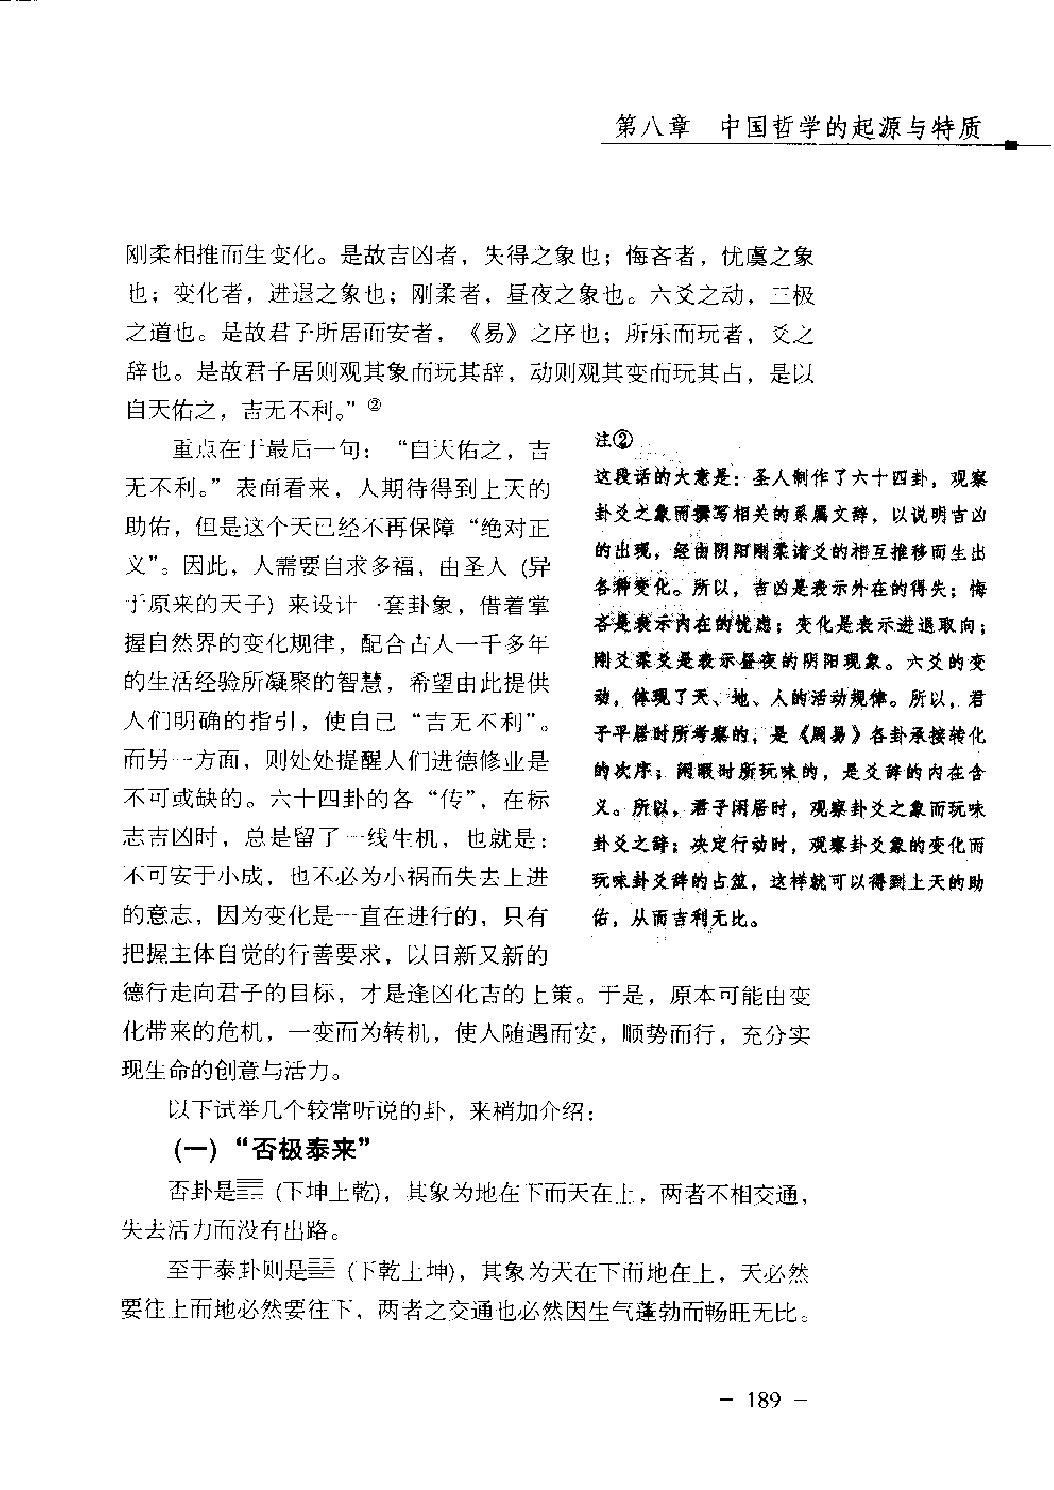 第八章 中国哲学的起源与特质
刚柔相推而生变化。是故吉凶者，失得之象也；悔吝者，忧虞之象
也；变化者，进退之象也；刚柔者，昼夜之象也。六爻之动，三极
之道也。是故君子所居而安者，《易》之序也；所乐而玩者，爻之
辞也。是故君子居则观其象而玩其辞，动则观其变而玩其占，是以
自天佑之，吉无不利。”②
重点在于最后一句：“自天佑之，吉
无不利。”表面看来，人期待得到上天的
助佑，但是这个天已经不再保障“绝对正
义”。因此，人需要自求多福，由圣人 (异
于原来的天子) 来设计一套卦象，借着掌
握自然界的变化规律，配合古人一千多年
的生活经验所凝聚的智慧，希望由此提供
人们明确的指引，使自己“吉无不利”。
而另一方面，则处处提醒人们进德修业是
不可或缺的。六十四卦的各“传”，在标
志吉凶时，总是留了一线生机，也就是：
不可安于小成，也不必为小祸而失去上进
的意志，因为变化是一直在进行的，只有
把握主体自觉的行善要求，以日新又新的
德行走向君子的目标，才是逢凶化吉的上策。于是，原本可能由变
化带来的危机，一变而为转机，使人随遇而安，顺势而行，充分实
现生命的创意与活力。
以下试举几个较常听说的卦，来稍加介绍：
(一) “否极泰来”
否卦是䷋ (下坤上乾)，其象为地在下而天在上，两者不相交通，
失去活力而没有出路。
至于泰卦则是䷊ (下乾上坤)，其象为天在下而地在上，天必然
要往上而地必然要往下，两者之交通也必然因生气蓬勃而畅旺无比。
注②
这段话的大意是：圣人制作了六十四卦，观察
卦爻之象而撰写相关的系属文辞，以说明吉凶
的出现，经由阴阳刚柔诸爻的相互推移而生出
各种变化。所以，吉凶是表示外在的得失；悔
吝是表示内在的忧虑；变化是表示进退取向；
刚爻柔爻是表示昼夜的阴阳现象。六爻的变
动，体现了天、地、人的活动规律。所以，君
子平居时所考察的，是《周易》各卦承接转化
的次序；闲暇时所玩味的，是爻辞的内在含
义。所以，君子闲居时，观察卦爻之象而玩味
卦爻之辞；决定行动时，观察卦爻象的变化而
玩味卦爻辞的占筮，这样就可以得到上天的助
佑，从而吉利无比。
- 189 -